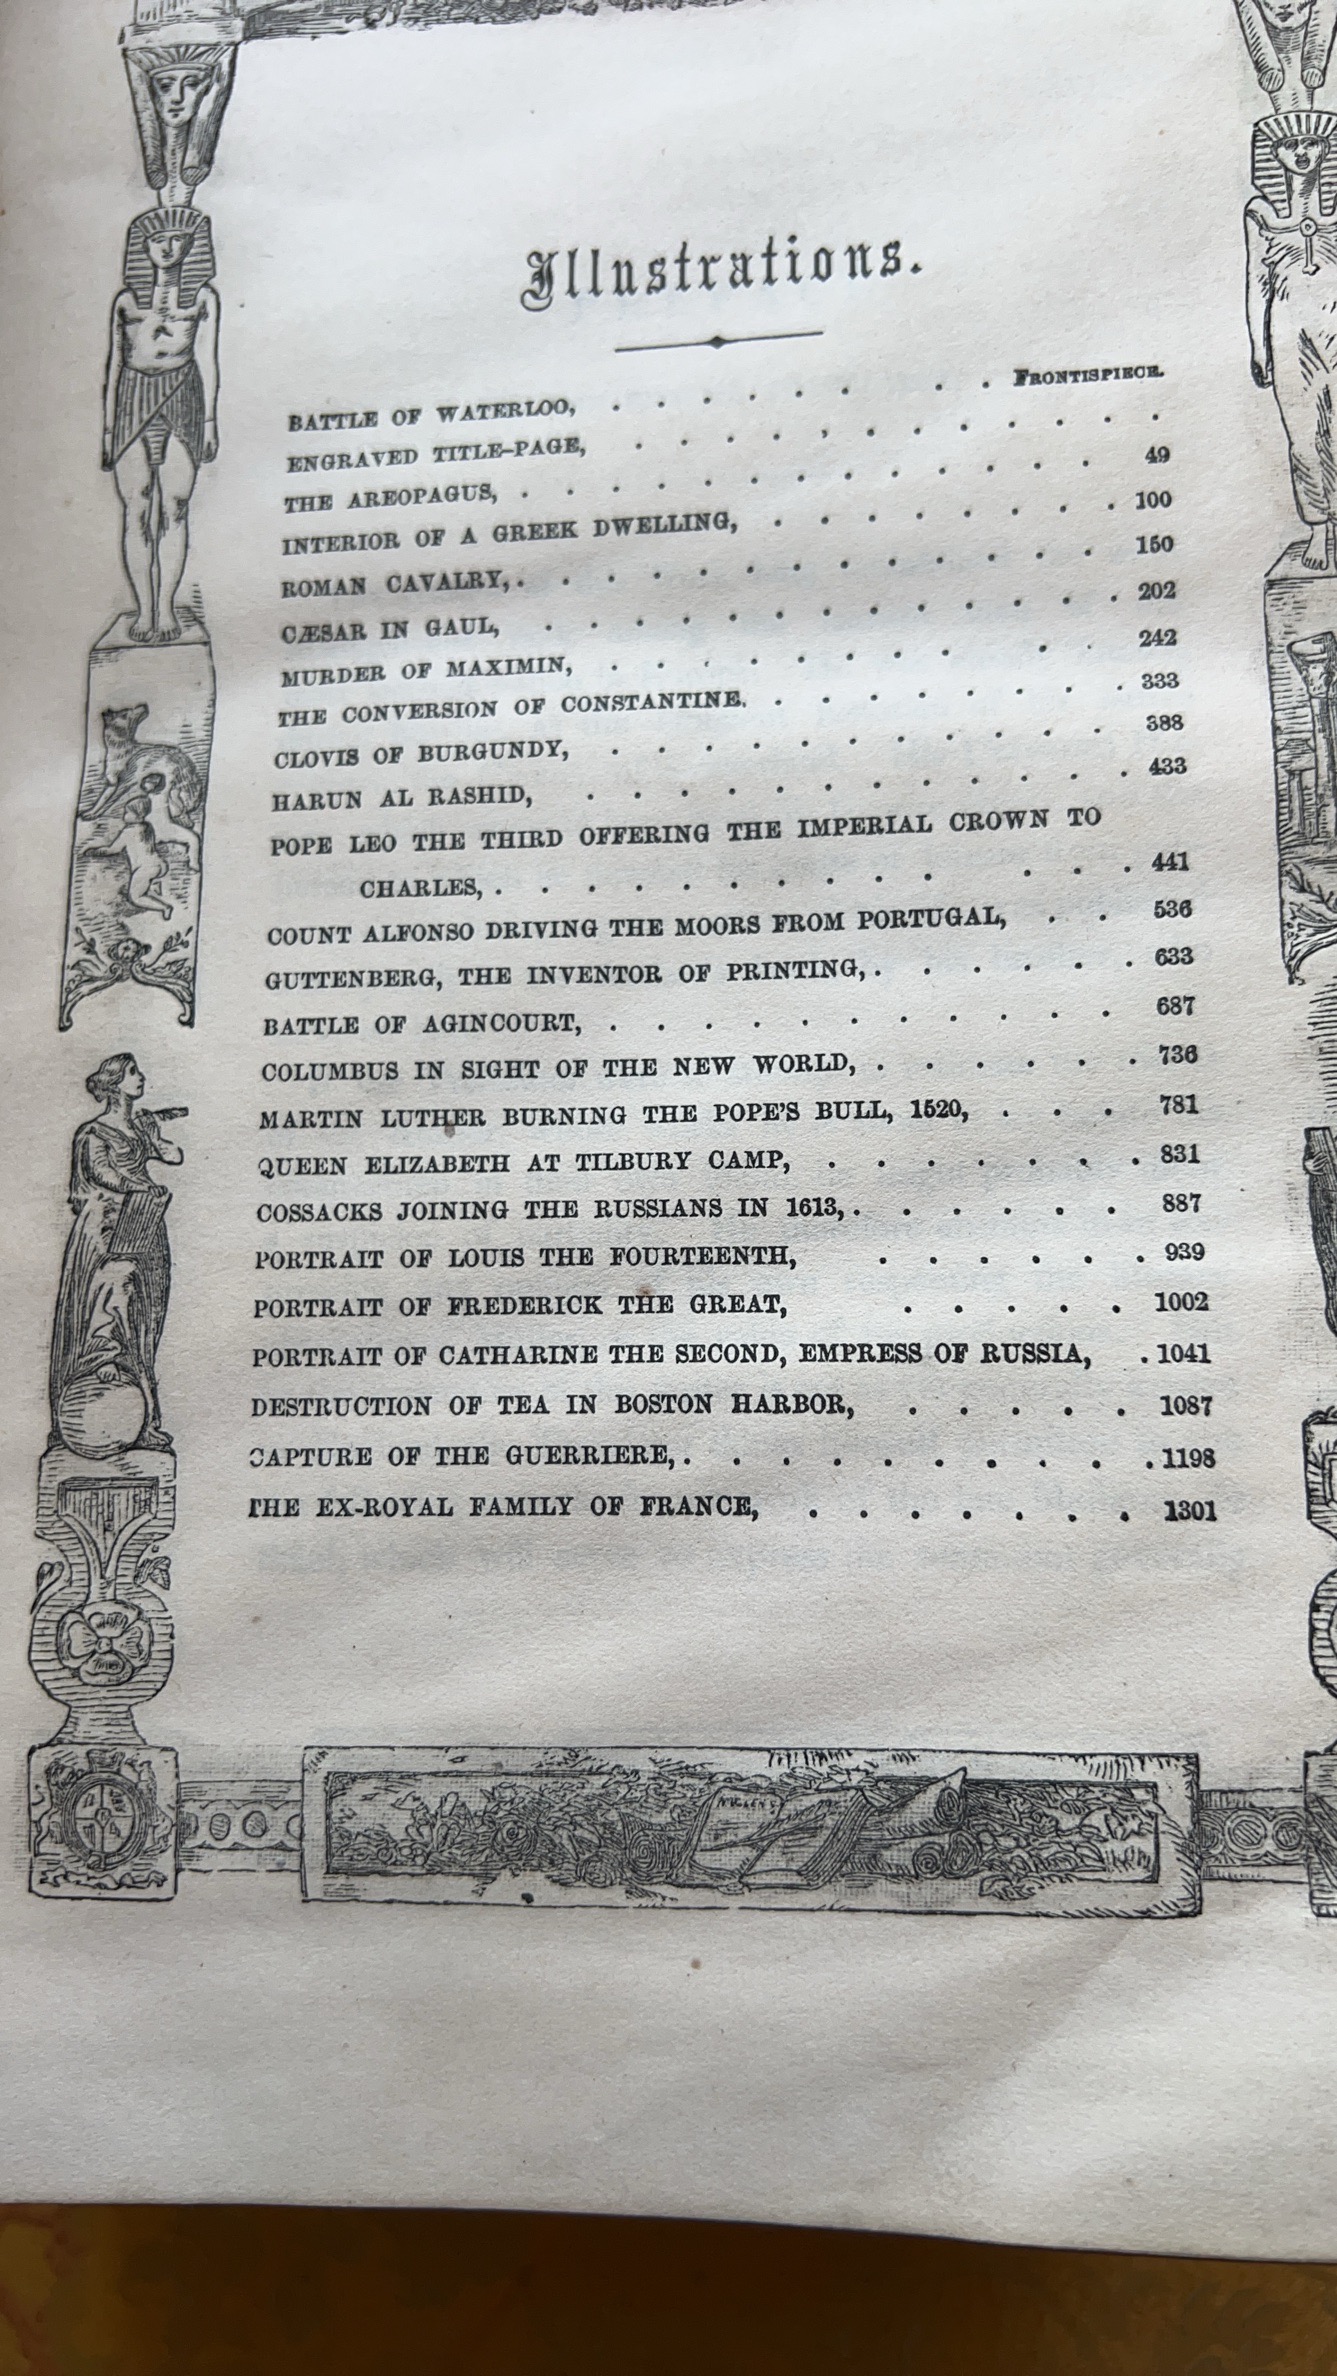 Illustrations.
BATTLE OF WATERLOO, . . . . . . . . FRONTISPIECE.
ENGRAVED TITLE-PAGE, . . . . . . . . . . . .
THE AREOPAGUS, . . . . . . . . . . . . . 49
INTERIOR OF A GREEK DWELLING, . . . . . . . . 100
ROMAN CAVALRY, . . . . . . . . . . . . . 150
CÆSAR IN GAUL, . . . . . . . . . . . . . 202
MURDER OF MAXIMIN, . . . . . . . . . . 242
THE CONVERSION OF CONSTANTINE. . . . . . . . . 333
CLOVIS OF BURGUNDY, . . . . . . . . . . . 388
HARUN AL RASHID, . . . . . . . . . . . . 433
POPE LEO THE THIRD OFFERING THE IMPERIAL CROWN TO
CHARLES, . . . . . . . . . . . . . 441
COUNT ALFONSO DRIVING THE MOORS FROM PORTUGAL, . . 536
GUTTENBERG, THE INVENTOR OF PRINTING, . . . . . . 633
BATTLE OF AGINCOURT, . . . . . . . . . . . 687
COLUMBUS IN SIGHT OF THE NEW WORLD, . . . . . . 736
MARTIN LUTHER BURNING THE POPE'S BULL, 1520, . . . 781
QUEEN ELIZABETH AT TILBURY CAMP, . . . . . . . 831
COSSACKS JOINING THE RUSSIANS IN 1613, . . . . . . 887
PORTRAIT OF LOUIS THE FOURTEENTH, . . . . . . 939
PORTRAIT OF FREDERICK THE GREAT, . . . . . 1002
PORTRAIT OF CATHARINE THE SECOND, EMPRESS OF RUSSIA, . 1041
DESTRUCTION OF TEA IN BOSTON HARBOR, . . . . . 1087
CAPTURE OF THE GUERRIERE, . . . . . . . . . . 1198
THE EX-ROYAL FAMILY OF FRANCE, . . . . . . . 1301